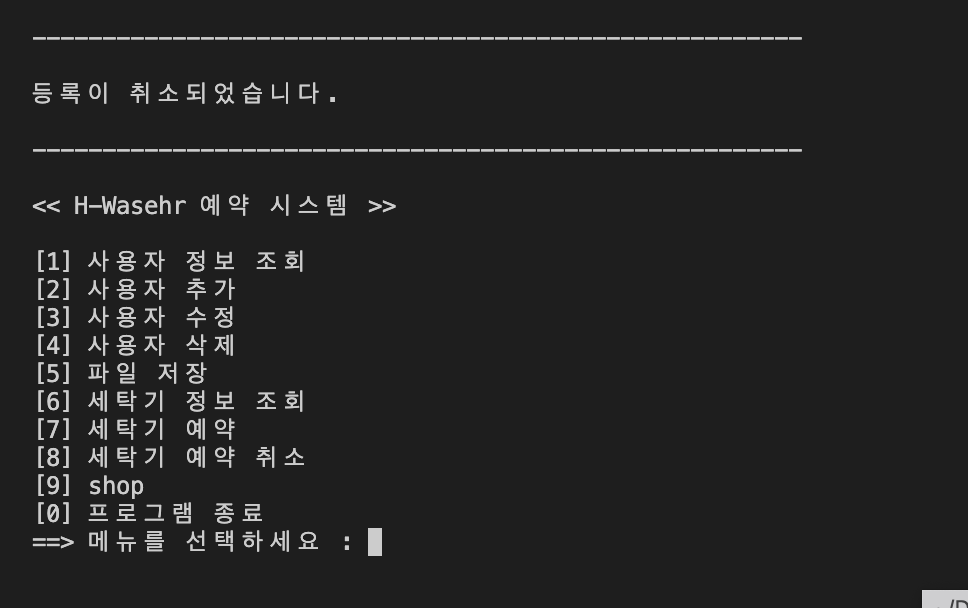 등록이 취소되었습니다.
<< H-Wasehr 예약 시스템 >>
[1] 사용자 정보 조회
[2] 사용자 추가
[3] 사용자 수정
[4] 사용자 삭제
[5] 파일 저장
[6] 세탁기 정보 조회
[7] 세탁기 예약
[8] 세탁기 예약 취소
[9] shop
[0] 프로그램 종료
==> 메뉴를 선택하세요 :